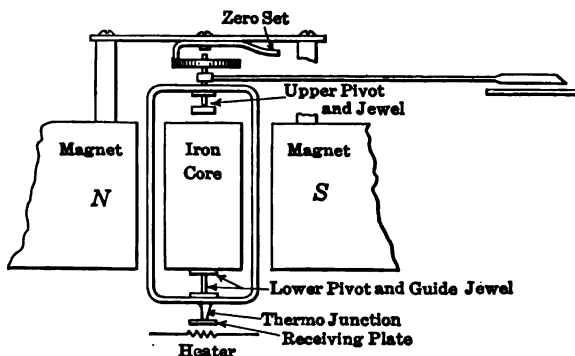 Zero Set
Upper Pivot
and Jewel
Magnet
N
Iron
Core
Magnet
S
Lower Pivot and Guide Jewel
Thermo Junction
Receiving Plate
Heater